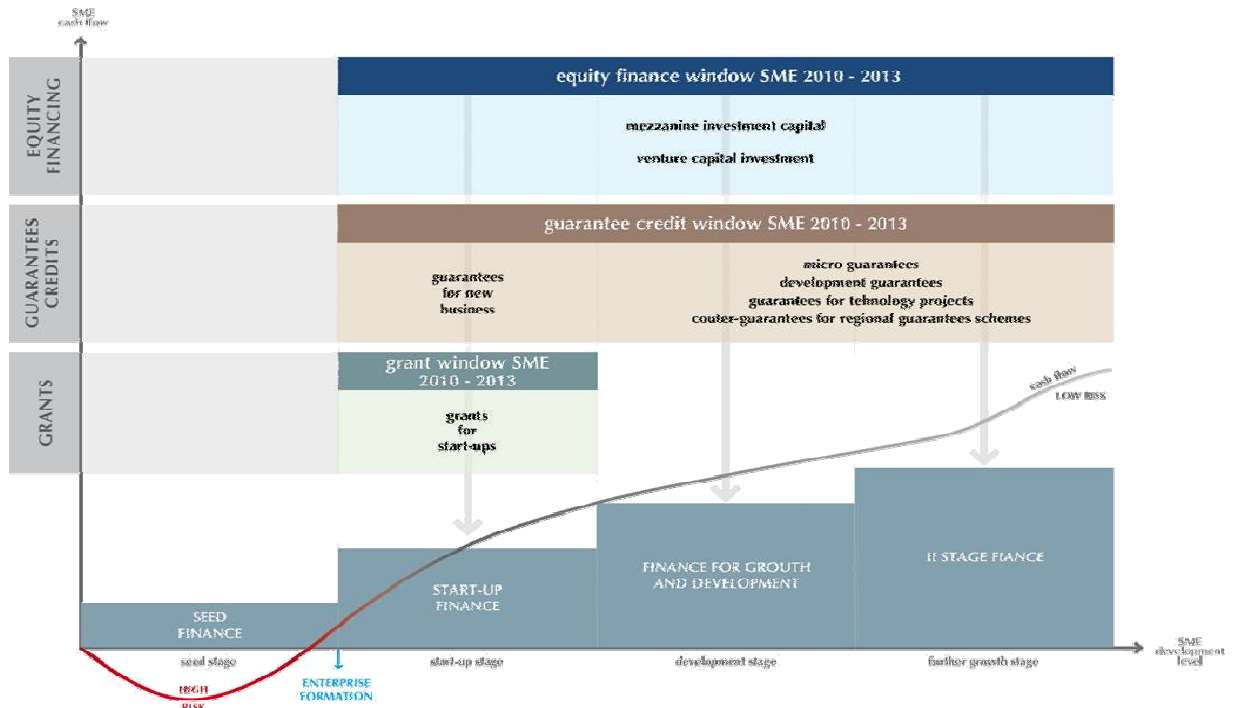 SME
cash flow
EQUITY
FINANCING
equity finance window SME 2010 - 2013
mezzanine investment capital
venture capital investment
GUARANTEES
CREDITS
guarantee credit window SME 2010 - 2013
guarantees
for new
business
micro guarantees
development guarantees
guarantees for tehnology projects
couter-guarantees for regional guarantees schemes
GRANTS
grant window SME
2010 - 2013
grants
for
start-ups
cash flow
LOW RISK
SEED
FINANCE
START-UP
FINANCE
FINANCE FOR GROUTH
AND DEVELOPMENT
II STAGE FIANCE
seed stage
start-up stage
development stage
further growth stage
SME
development
level
HIGH
RISK
ENTERPRISE
FORMATION